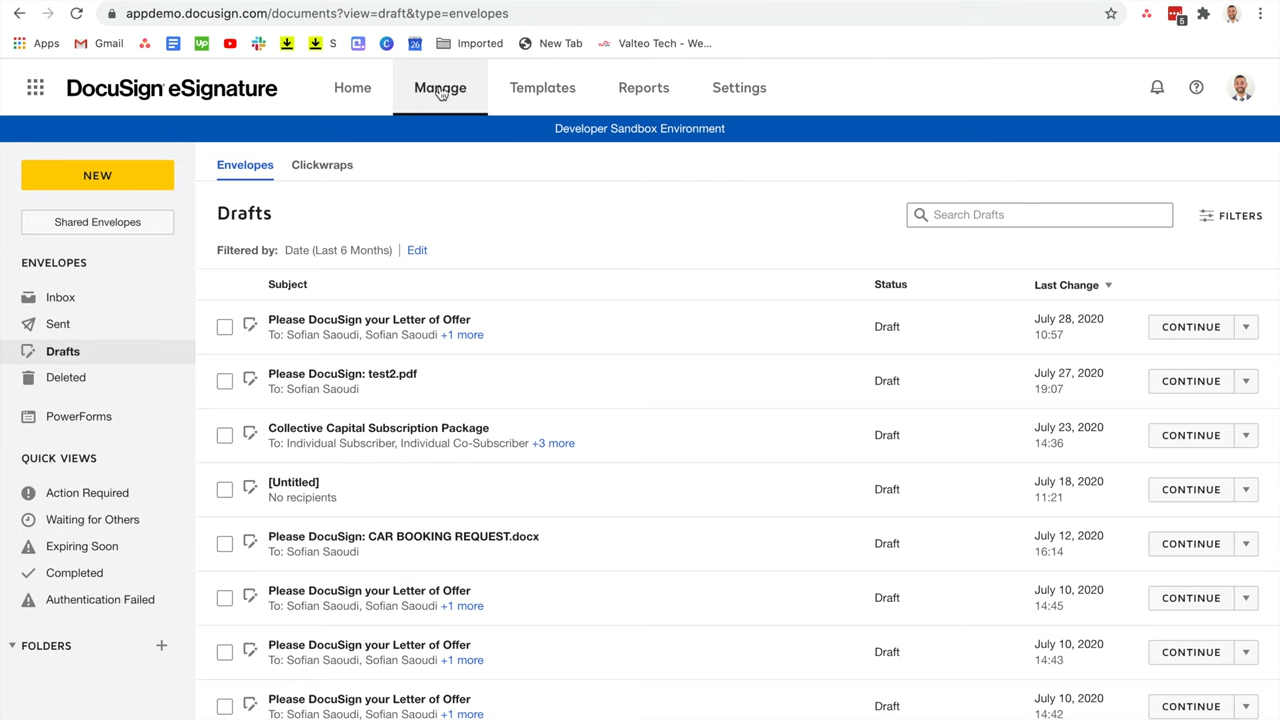 appdemo.docusign.com/documents?view=draft&type=envelopes
5
Apps
Gmail
Up
S
C
26
Imported
New Tab
Valteo Tech - We...
DocuSign eSignature
Home
Manage
Templates
Reports
Settings
Developer Sandbox Environment
NEW
Envelopes
Clickwraps
Shared Envelopes
Drafts
Search Drafts
FILTERS
Filtered by: Date (Last 6 Months) | Edit
ENVELOPES
Inbox
Sent
Drafts
Deleted
PowerForms
QUICK VIEWS
Action Required
Waiting for Others
Expiring Soon
Completed
Authentication Failed
FOLDERS
Subject
Status
Last Change
Please DocuSign your Letter of Offer
To: Sofian Saoudi, Sofian Saoudi +1 more
Draft
July 28, 2020
10:57
CONTINUE
Please DocuSign: test2.pdf
To: Sofian Saoudi
Draft
July 27, 2020
19:07
CONTINUE
Collective Capital Subscription Package
To: Individual Subscriber, Individual Co-Subscriber +3 more
Draft
July 23, 2020
14:36
CONTINUE
[Untitled]
No recipients
Draft
July 18, 2020
11:21
CONTINUE
Please DocuSign: CAR BOOKING REQUEST.docx
To: Sofian Saoudi
Draft
July 12, 2020
16:14
CONTINUE
Please DocuSign your Letter of Offer
To: Sofian Saoudi, Sofian Saoudi +1 more
Draft
July 10, 2020
14:45
CONTINUE
Please DocuSign your Letter of Offer
To: Sofian Saoudi, Sofian Saoudi +1 more
Draft
July 10, 2020
14:43
CONTINUE
Please DocuSign your Letter of Offer
To: Sofian Saoudi, Sofian Saoudi +1 more
Draft
July 10, 2020
14:42
CONTINUE